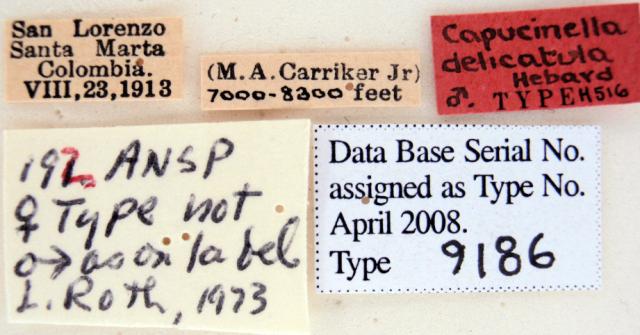 San Lorenzo
Santa Marta
Colombia.
VIII,23,1913
(M.A.Carriker Jr)
7000-8300 feet
Capucinella
delicatula
Hebard
♂. TYPE H516
192 ANSP
♀ Type not
♂ as on label
L. Roth, 1973
Data Base Serial No.
assigned as Type No.
April 2008.
Type 9186